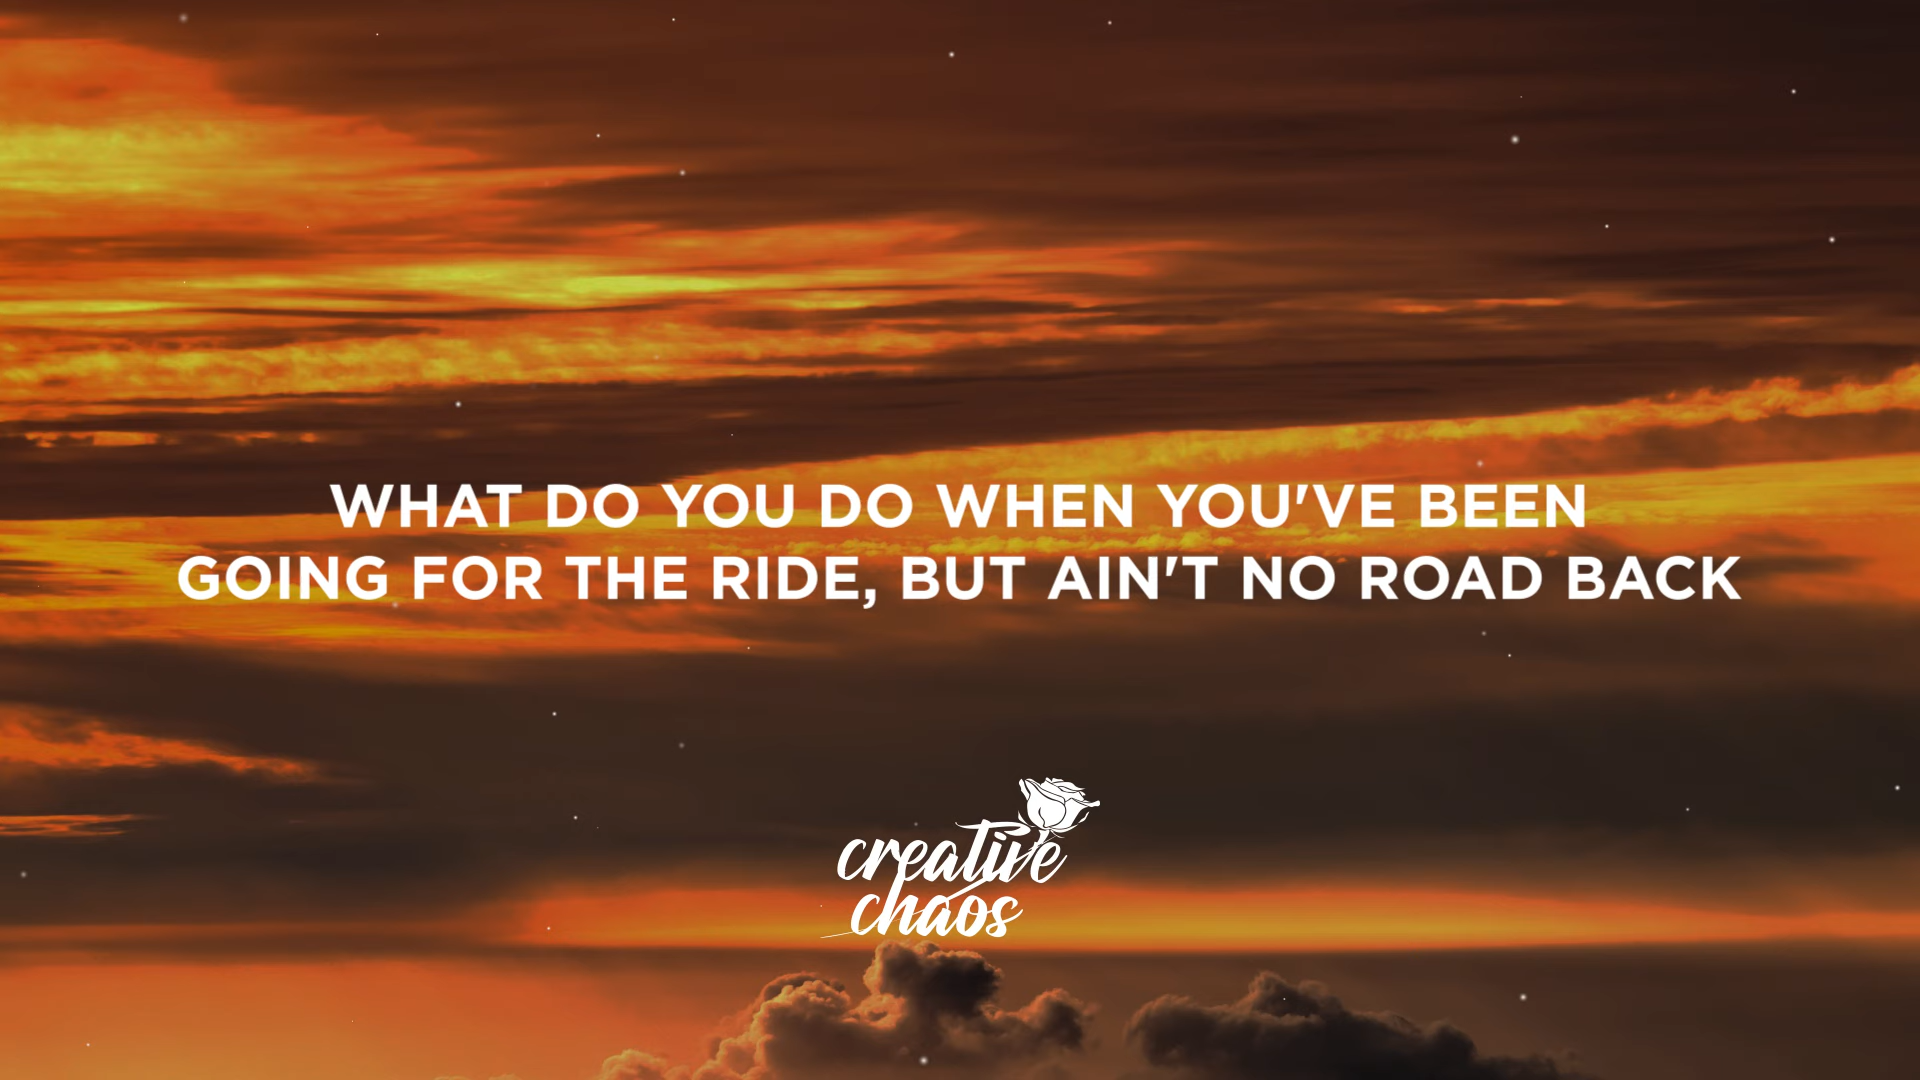 WHAT DO YOU DO WHEN YOU'VE BEEN
GOING FOR THE RIDE, BUT AIN'T NO ROAD BACK
creative
chaos